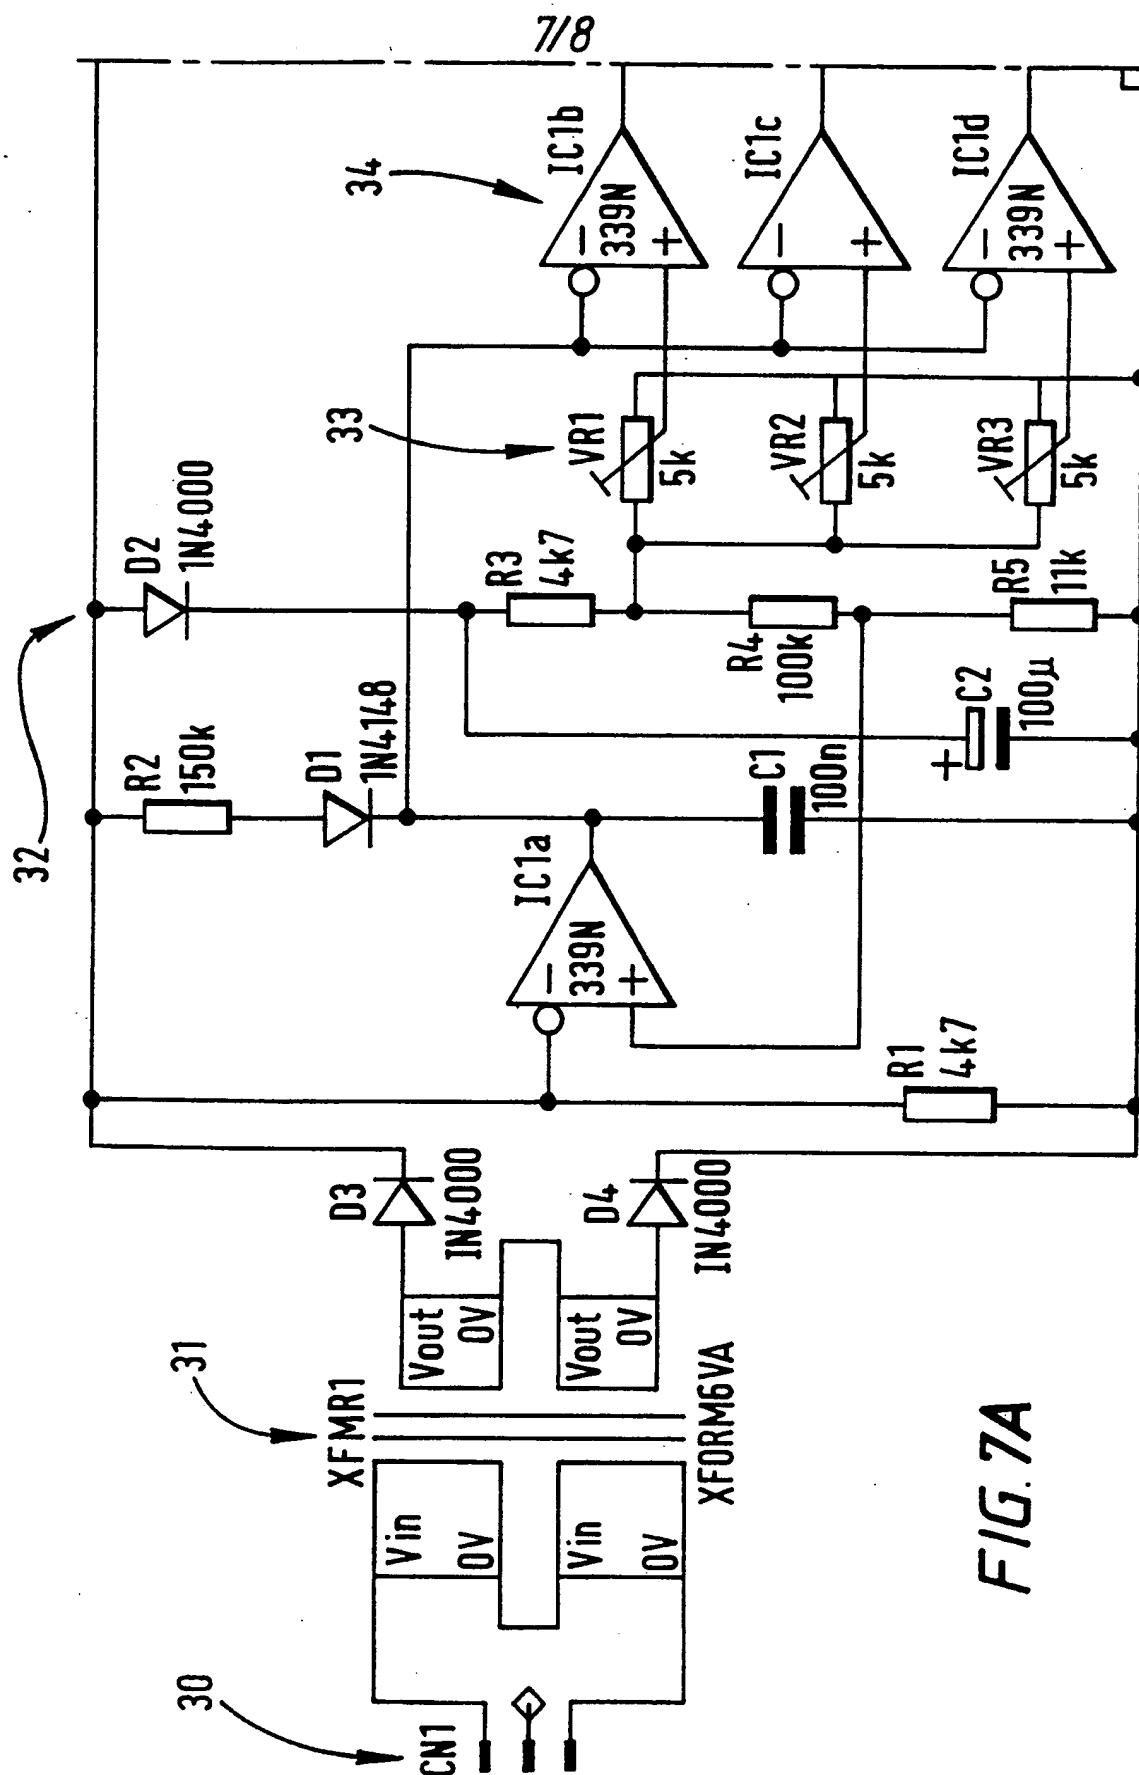 7/8
32
D2
1N4000
R2
150k
D1
1N4148
34
IC1b
−
339N
+
IC1c
−
+
IC1d
−
339N
+
33
VR1
5k
VR2
5k
VR3
5k
R3
4k7
R4
100k
R5
11k
C1
100n
C2
+
100µ
IC1a
−
339N
+
R1
4k7
D3
IN4000
D4
IN4000
31
XFMR1
Vout
0V
Vout
0V
XFORM6VA
Vin
0V
Vin
0V
30
CN1
FIG. 7A